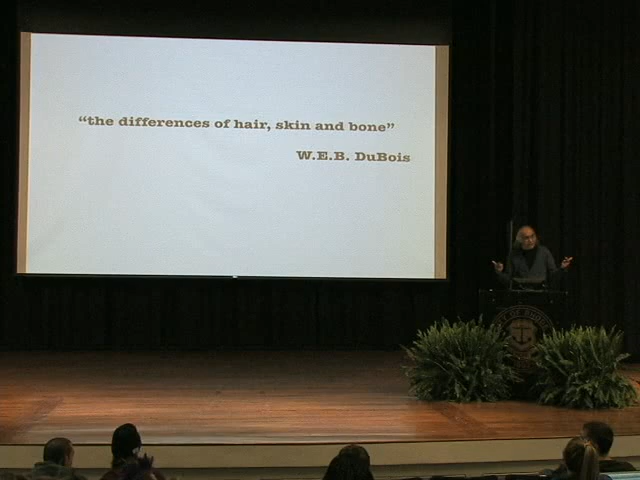 “the differences of hair, skin and bone”
W.E.B. DuBois